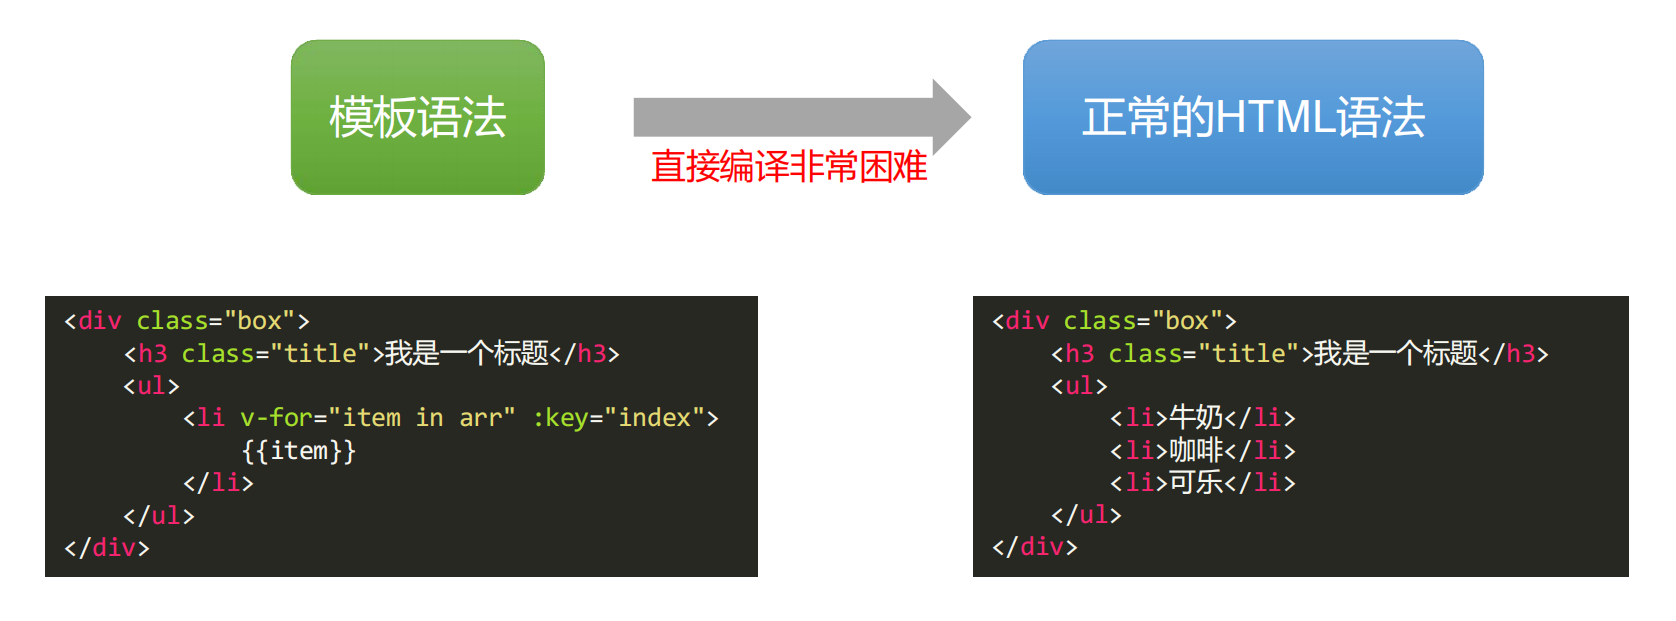 模板语法
直接编译非常困难
正常的HTML语法
<div class="box">
    <h3 class="title">我是一个标题</h3>
    <ul>
        <li v-for="item in arr" :key="index">
            {{item}}
        </li>
    </ul>
</div>
<div class="box">
    <h3 class="title">我是一个标题</h3>
    <ul>
        <li>牛奶</li>
        <li>咖啡</li>
        <li>可乐</li>
    </ul>
</div>